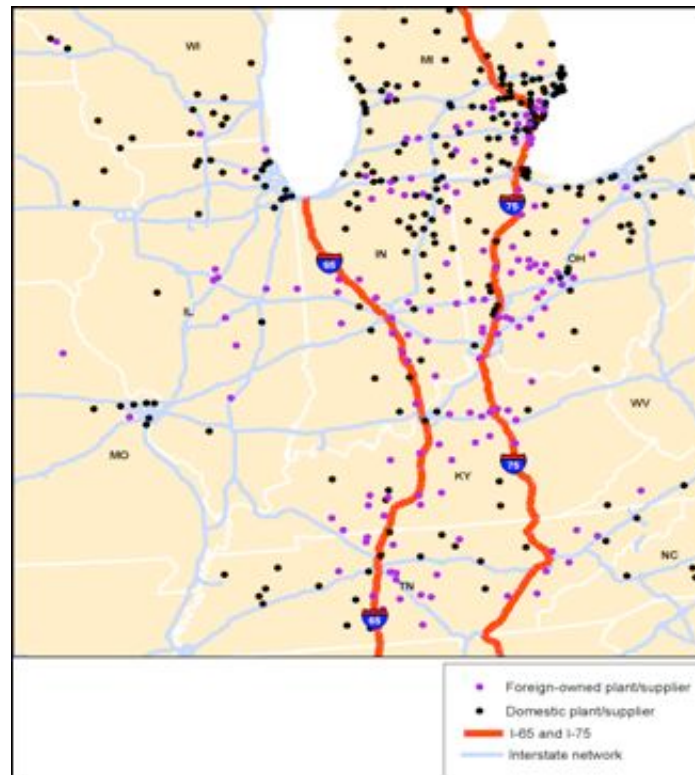 WI
MI
75
IN
65
OH
IL
WV
MO
75
KY
NC
TN
65
Foreign-owned plant/supplier
Domestic plant/supplier
I-65 and I-75
Interstate network